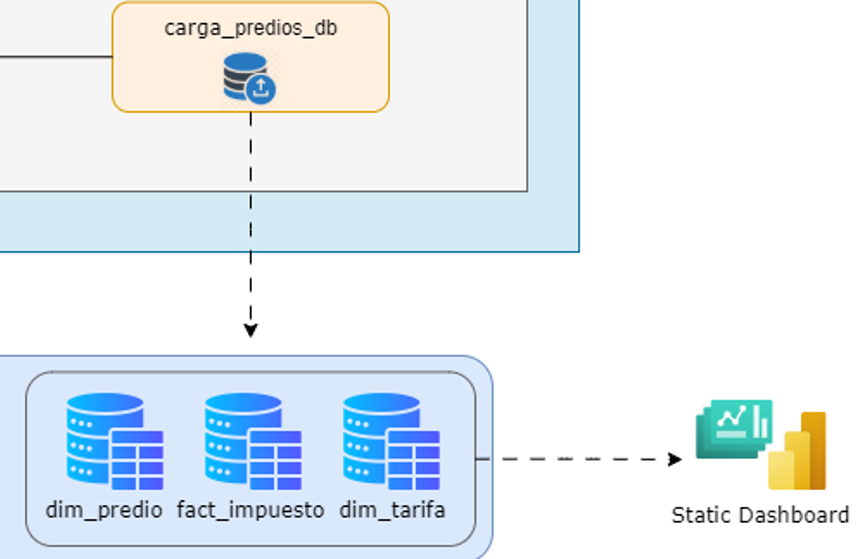 carga_predios_db
dim_predio fact_impuesto dim_tarifa
Static Dashboard